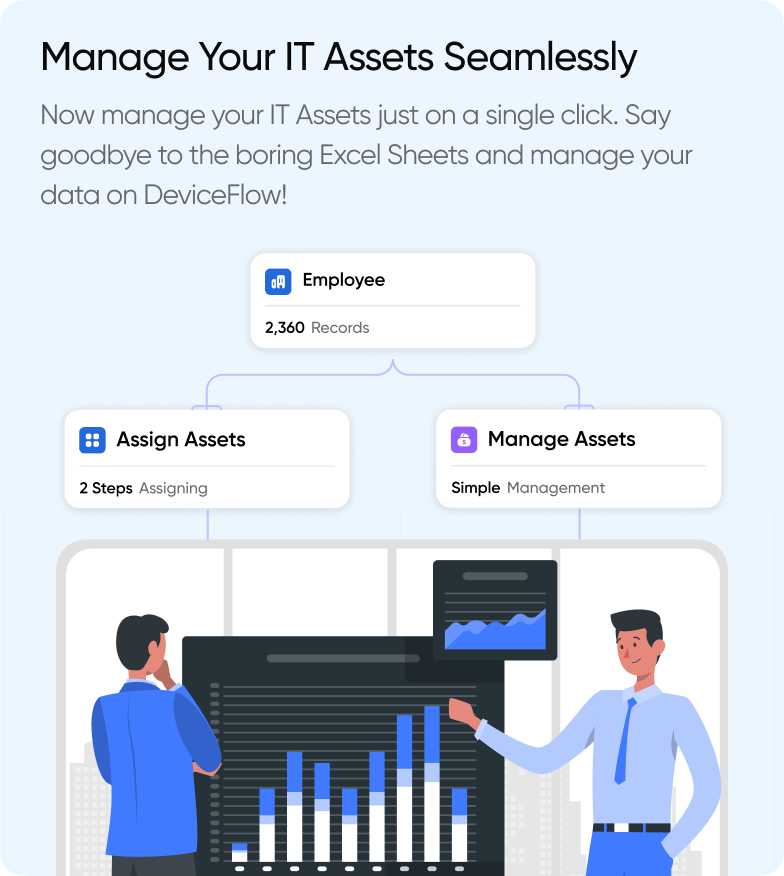 Manage Your IT Assets Seamlessly
Now manage your IT Assets just on a single click. Say
goodbye to the boring Excel Sheets and manage your
data on DeviceFlow!
Employee
2,360 Records
Assign Assets
2 Steps Assigning
Manage Assets
Simple Management